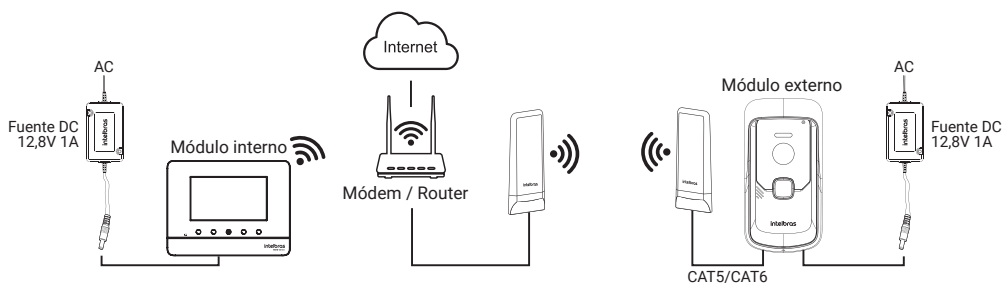 Internet
AC
Fuente DC
12,8V 1A
intelbras
Módulo interno
intelbras
Módem / Router
intelbras
intelbras
CAT5/CAT6
Módulo externo
intelbras
AC
Fuente DC
12,8V 1A
intelbras